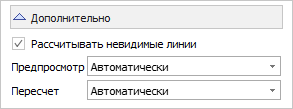 Дополнительно
Рассчитывать невидимые линии
Предпросмотр Автоматически
Пересчет Автоматически